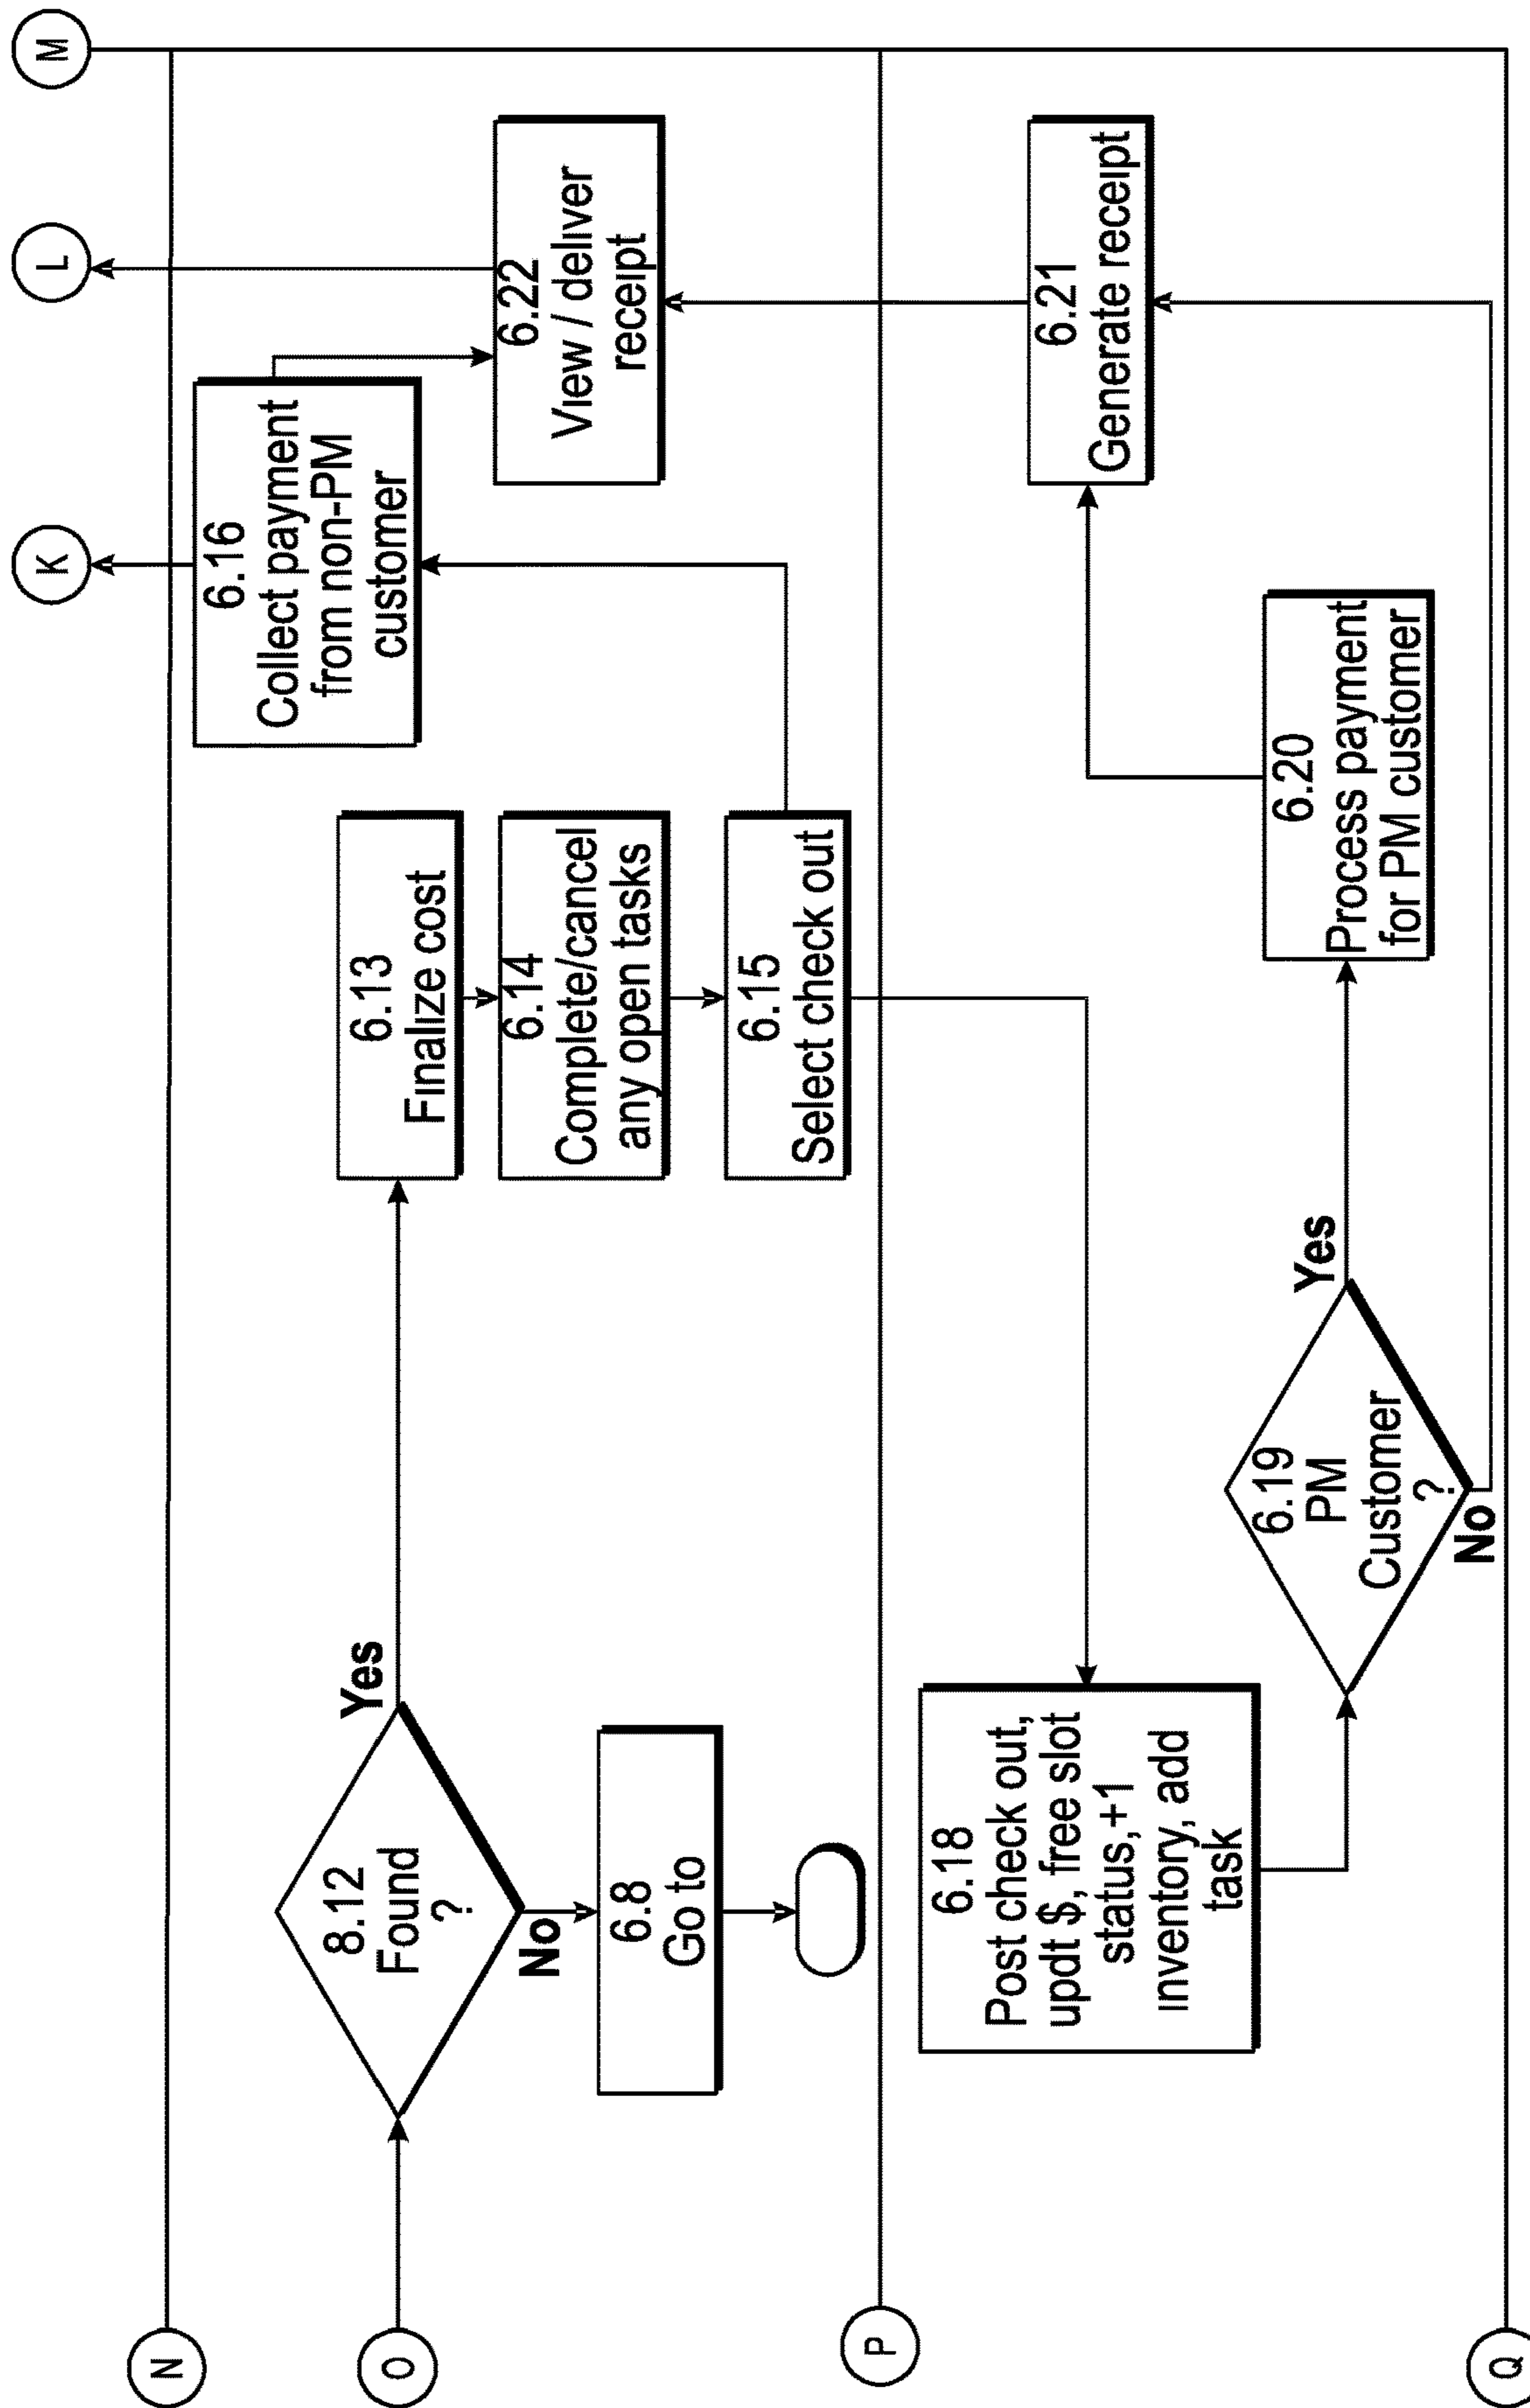 K
L
M
N
6.16
Collect payment
from non-PM
customer
O
8.12
Found
?
Yes
No
6.13
Finalize cost
6.22
View / deliver
receipt
6.14
Complete/cancel
any open tasks
6.8
Go to
6.15
Select check out
P
6.18
Post check out,
updt $, free slot
status,+1
inventory, add
task
6.21
Generate receipt
6.19
PM
Customer
?
Yes
No
6.20
Process payment
for PM customer
Q